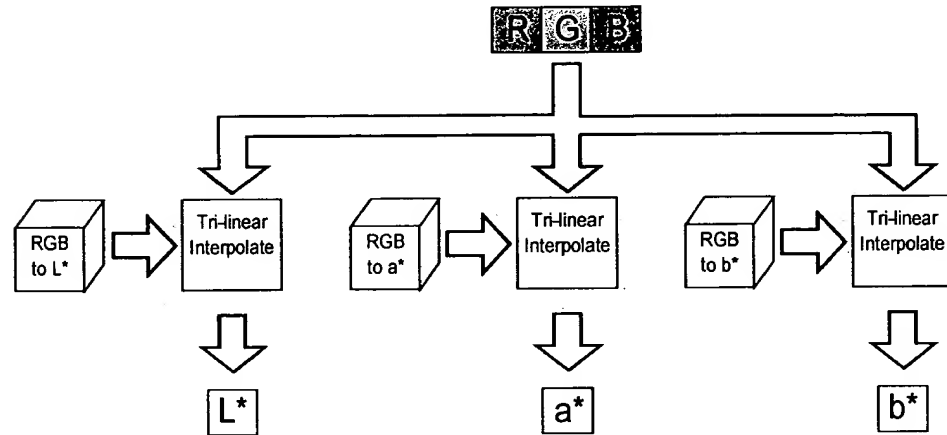 R G B
RGB
to L*
Tri-linear
Interpolate
RGB
to a*
Tri-linear
Interpolate
RGB
to b*
Tri-linear
Interpolate
L*
a*
b*